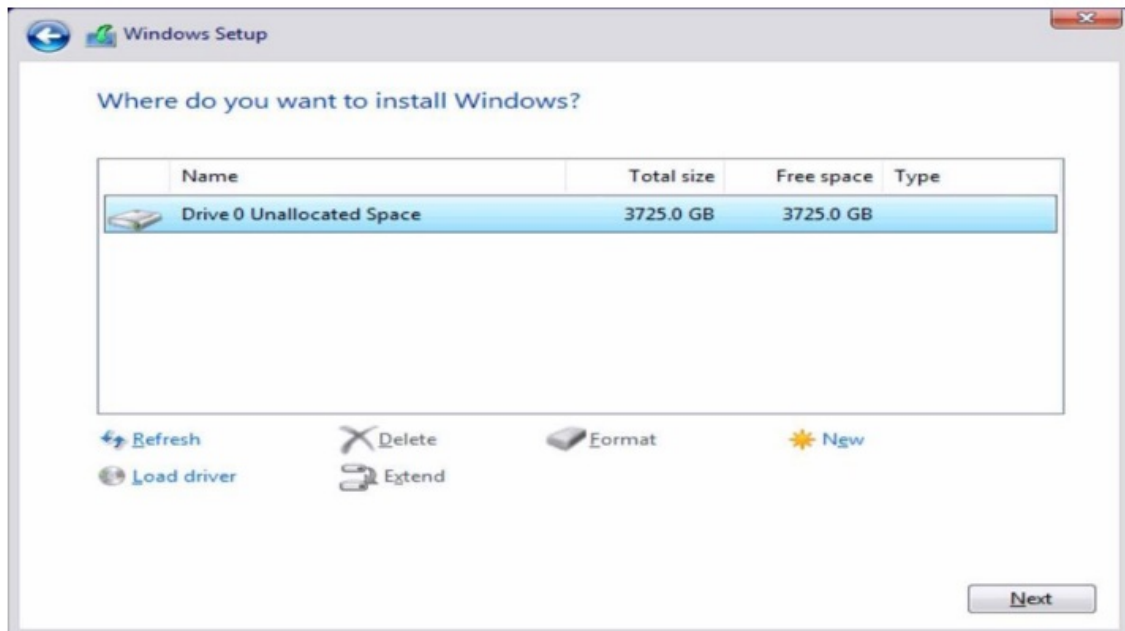 Windows Setup
Where do you want to install Windows?
Name Total size Free space Type
Drive 0 Unallocated Space 3725.0 GB 3725.0 GB
Refresh Delete Format New
Load driver Extend
Next